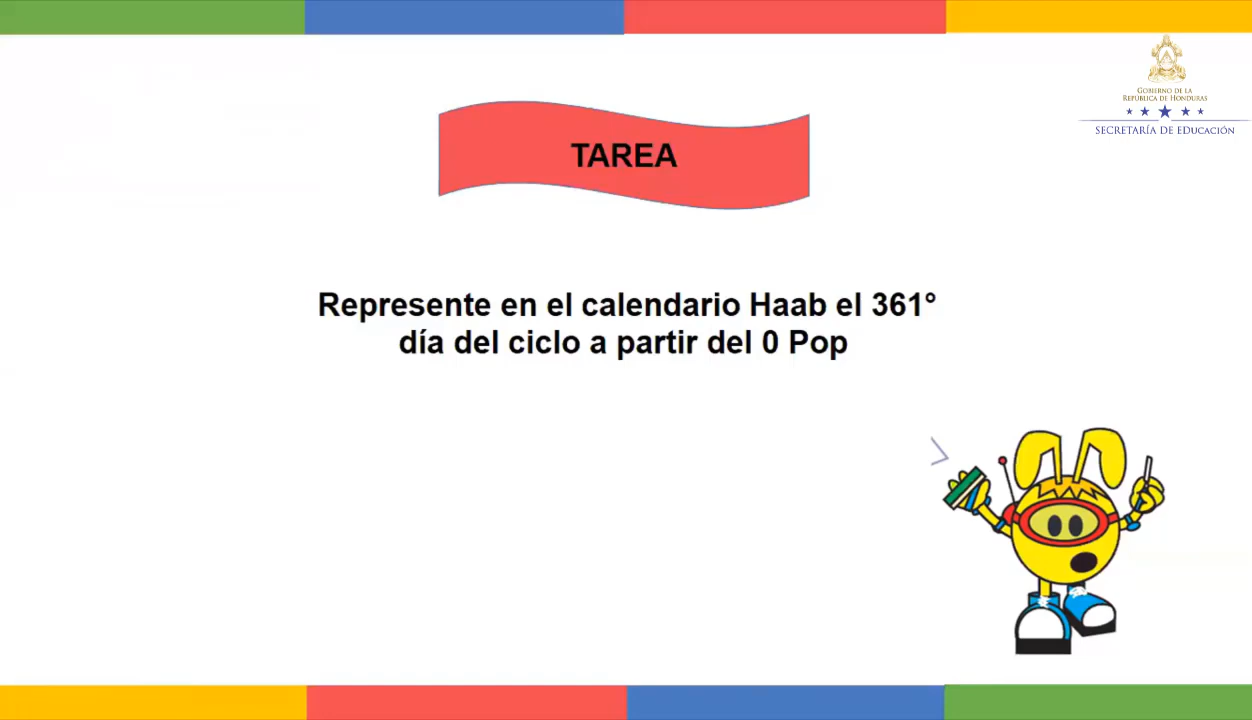 GOBIERNO DE LA
REPÚBLICA DE HONDURAS
SECRETARÍA DE EDUCACIÓN
TAREA
Represente en el calendario Haab el 361°
día del ciclo a partir del 0 Pop